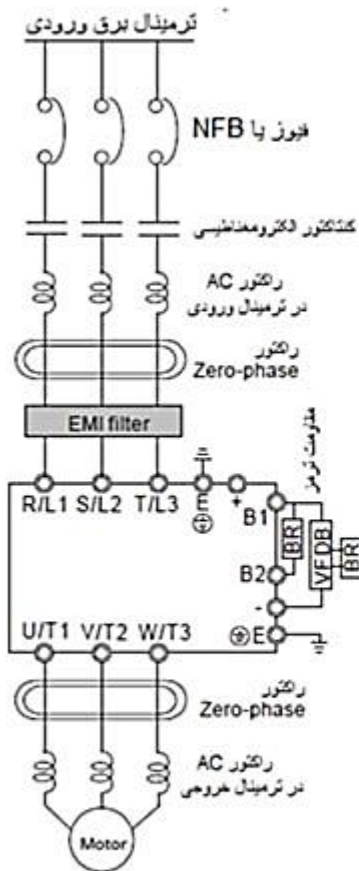 ترمینال برق ورودی
فیوز یا NFB
کنتاکتور الکترومغناطیسی
راکتور AC
در ترمینال ورودی
راکتور
Zero-phase
EMI filter
مقاومت ترمز
R/L1 S/L2 T/L3 E +
B1
BR
VFDB
BR
B2
-
E
U/T1 V/T2 W/T3
راکتور
Zero-phase
راکتور AC
در ترمینال خروجی
Motor